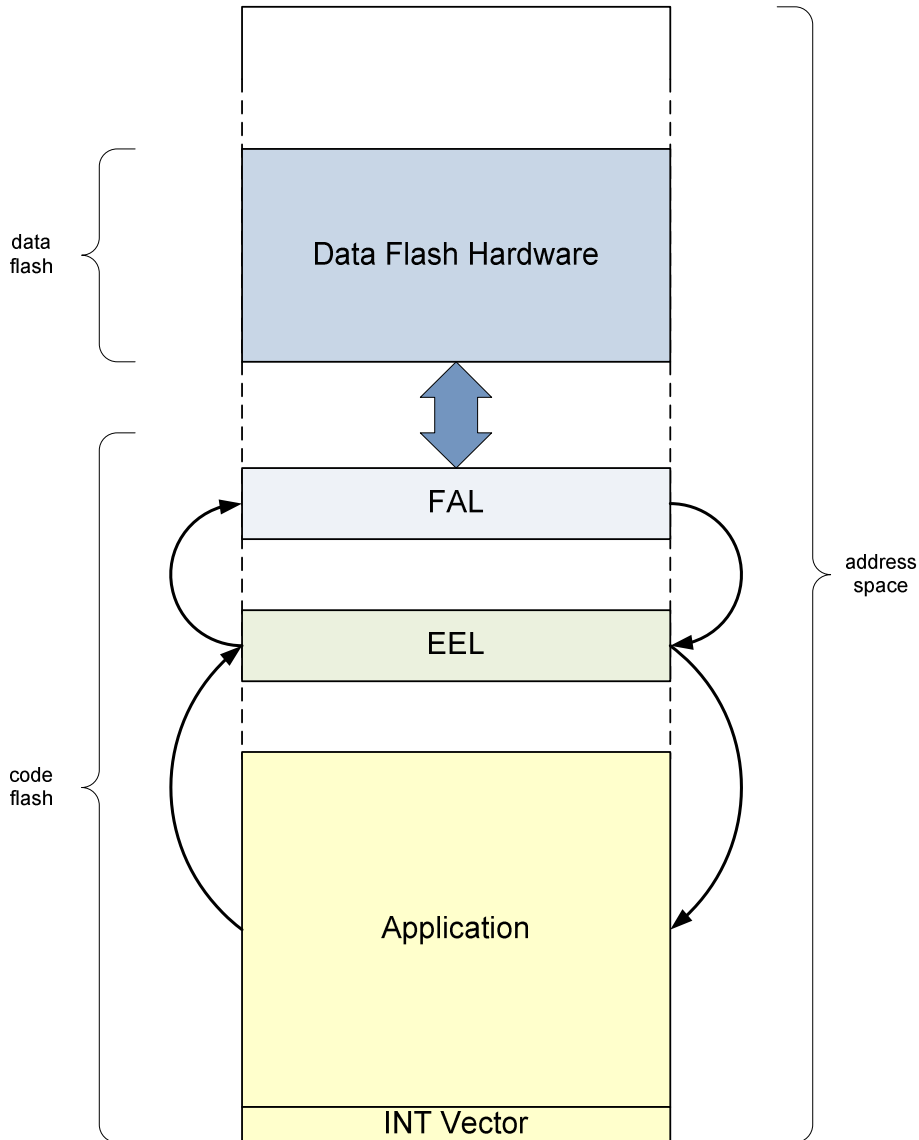 data
flash
Data Flash Hardware
FAL
address
space
EEL
code
flash
Application
INT Vector